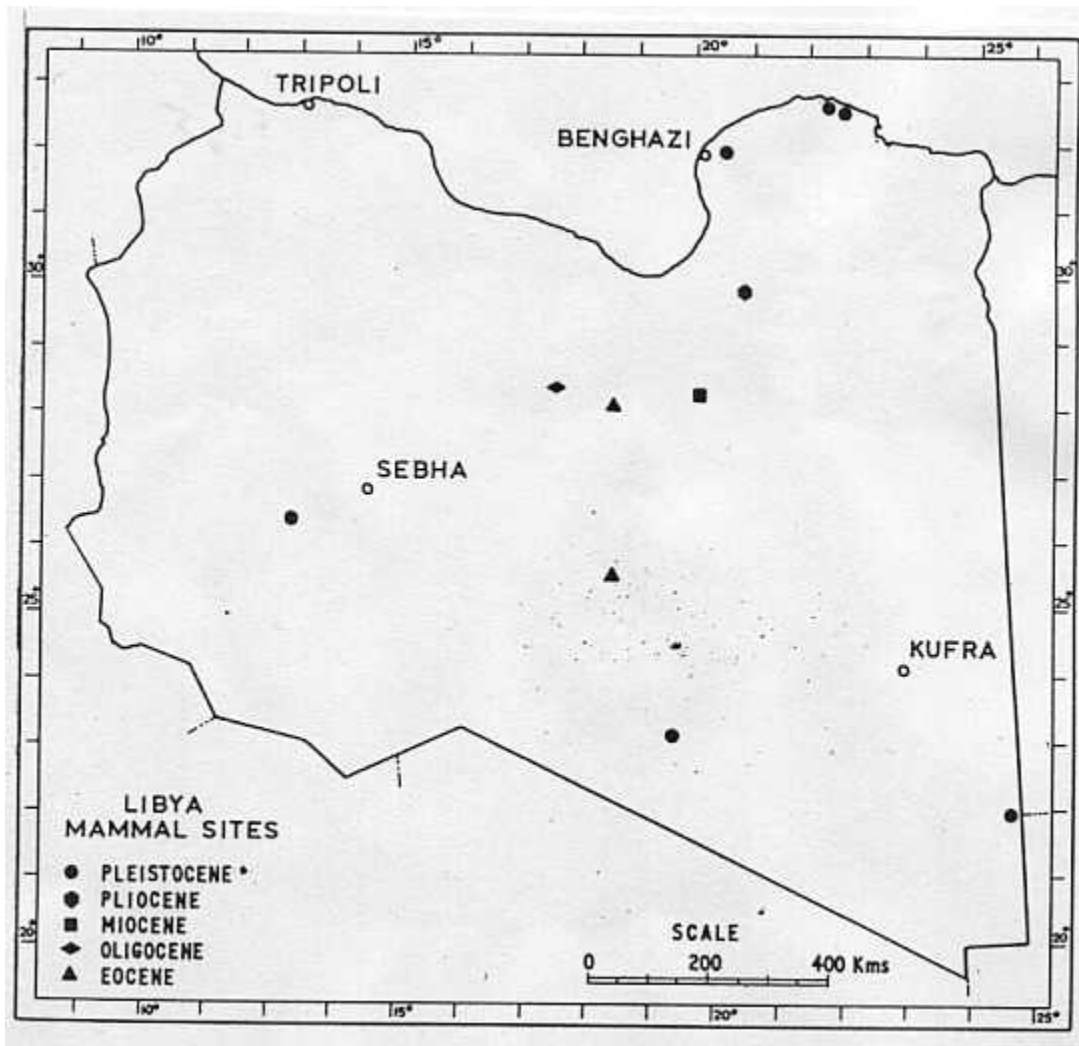 10° 15° 20° 25°
TRIPOLI
BENGHAZI
30° 30°
SEBHA
25° 25°
KUFRA
LIBYA
MAMMAL SITES
PLEISTOCENE *
PLIOCENE
MIOCENE
OLIGOCENE
EOCENE
SCALE
0 200 400 Kms
20° 20°
10° 15° 20° 25°